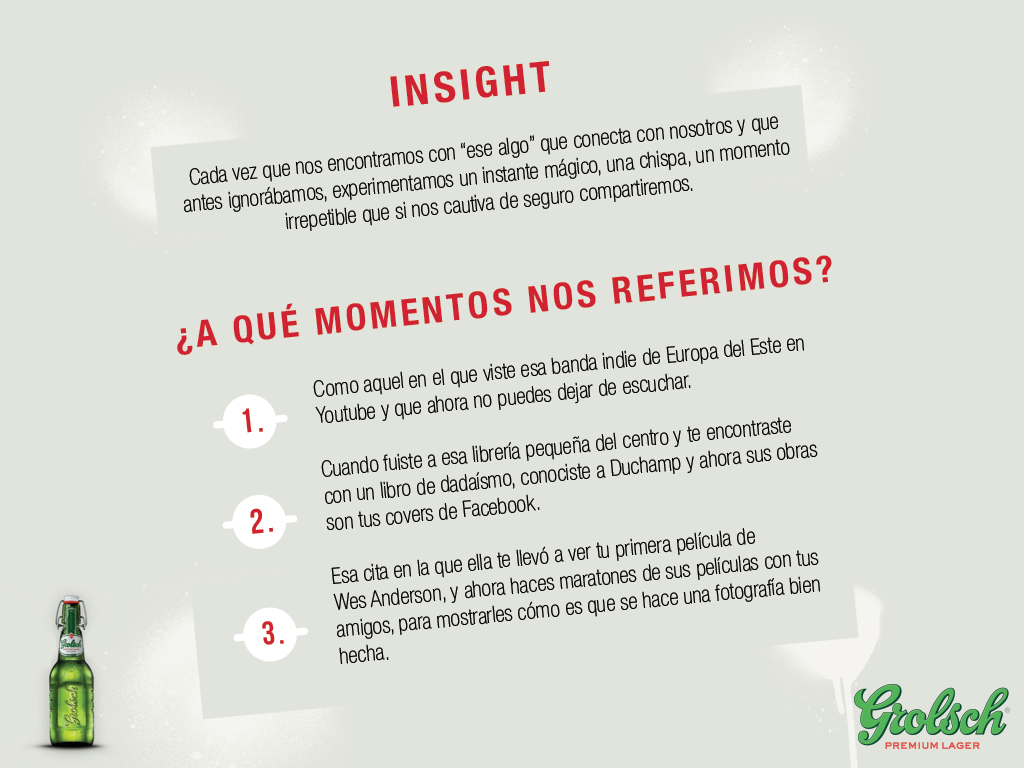 INSIGHT
Cada vez que nos encontramos con “ese algo” que conecta con nosotros y que
antes ignorábamos, experimentamos un instante mágico, una chispa, un momento
irrepetible que si nos cautiva de seguro compartiremos.
¿A QUÉ MOMENTOS NOS REFERIMOS?
1.
Como aquel en el que viste esa banda indie de Europa del Este en
Youtube y que ahora no puedes dejar de escuchar.
2.
Cuando fuiste a esa librería pequeña del centro y te encontraste
con un libro de dadaísmo, conociste a Duchamp y ahora sus obras
son tus covers de Facebook.
3.
Esa cita en la que ella te llevó a ver tu primera película de
Wes Anderson, y ahora haces maratones de sus películas con tus
amigos, para mostrarles cómo es que se hace una fotografía bien
hecha.
Grolsch
Grolsch
Grolsch®
PREMIUM LAGER